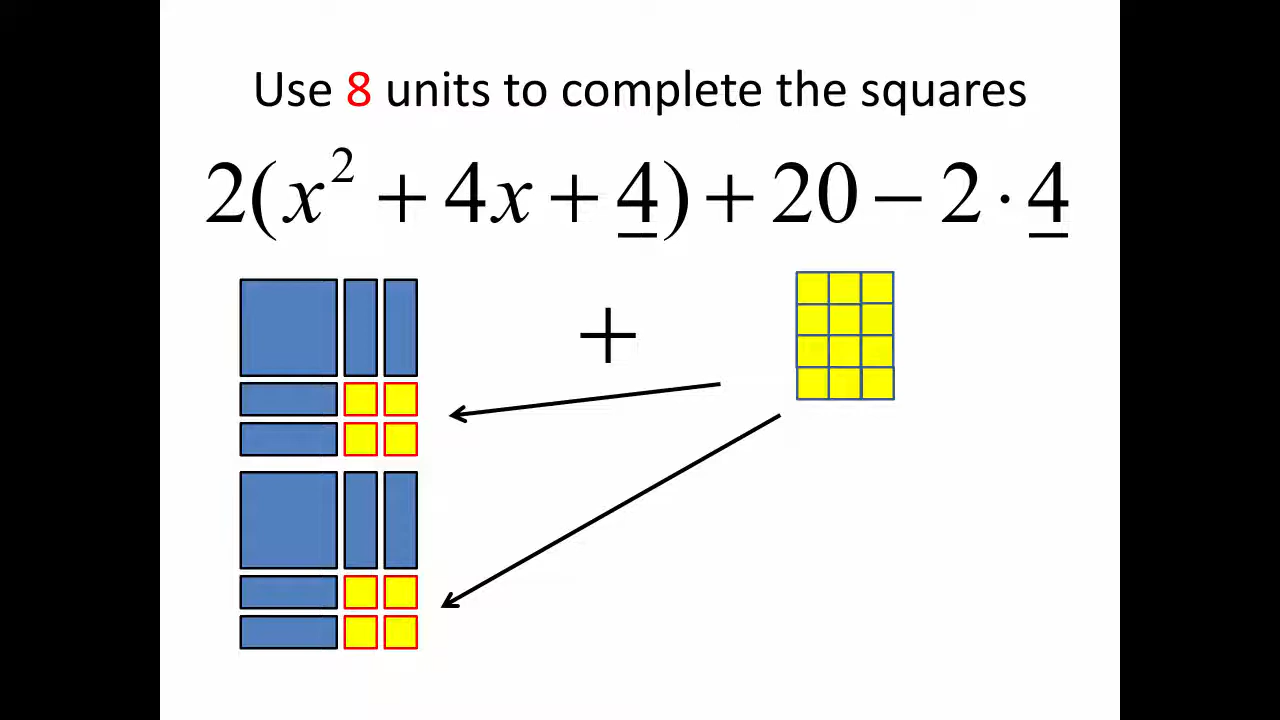 Use 8 units to complete the squares
2(x² + 4x + 4) + 20 − 2 · 4
+